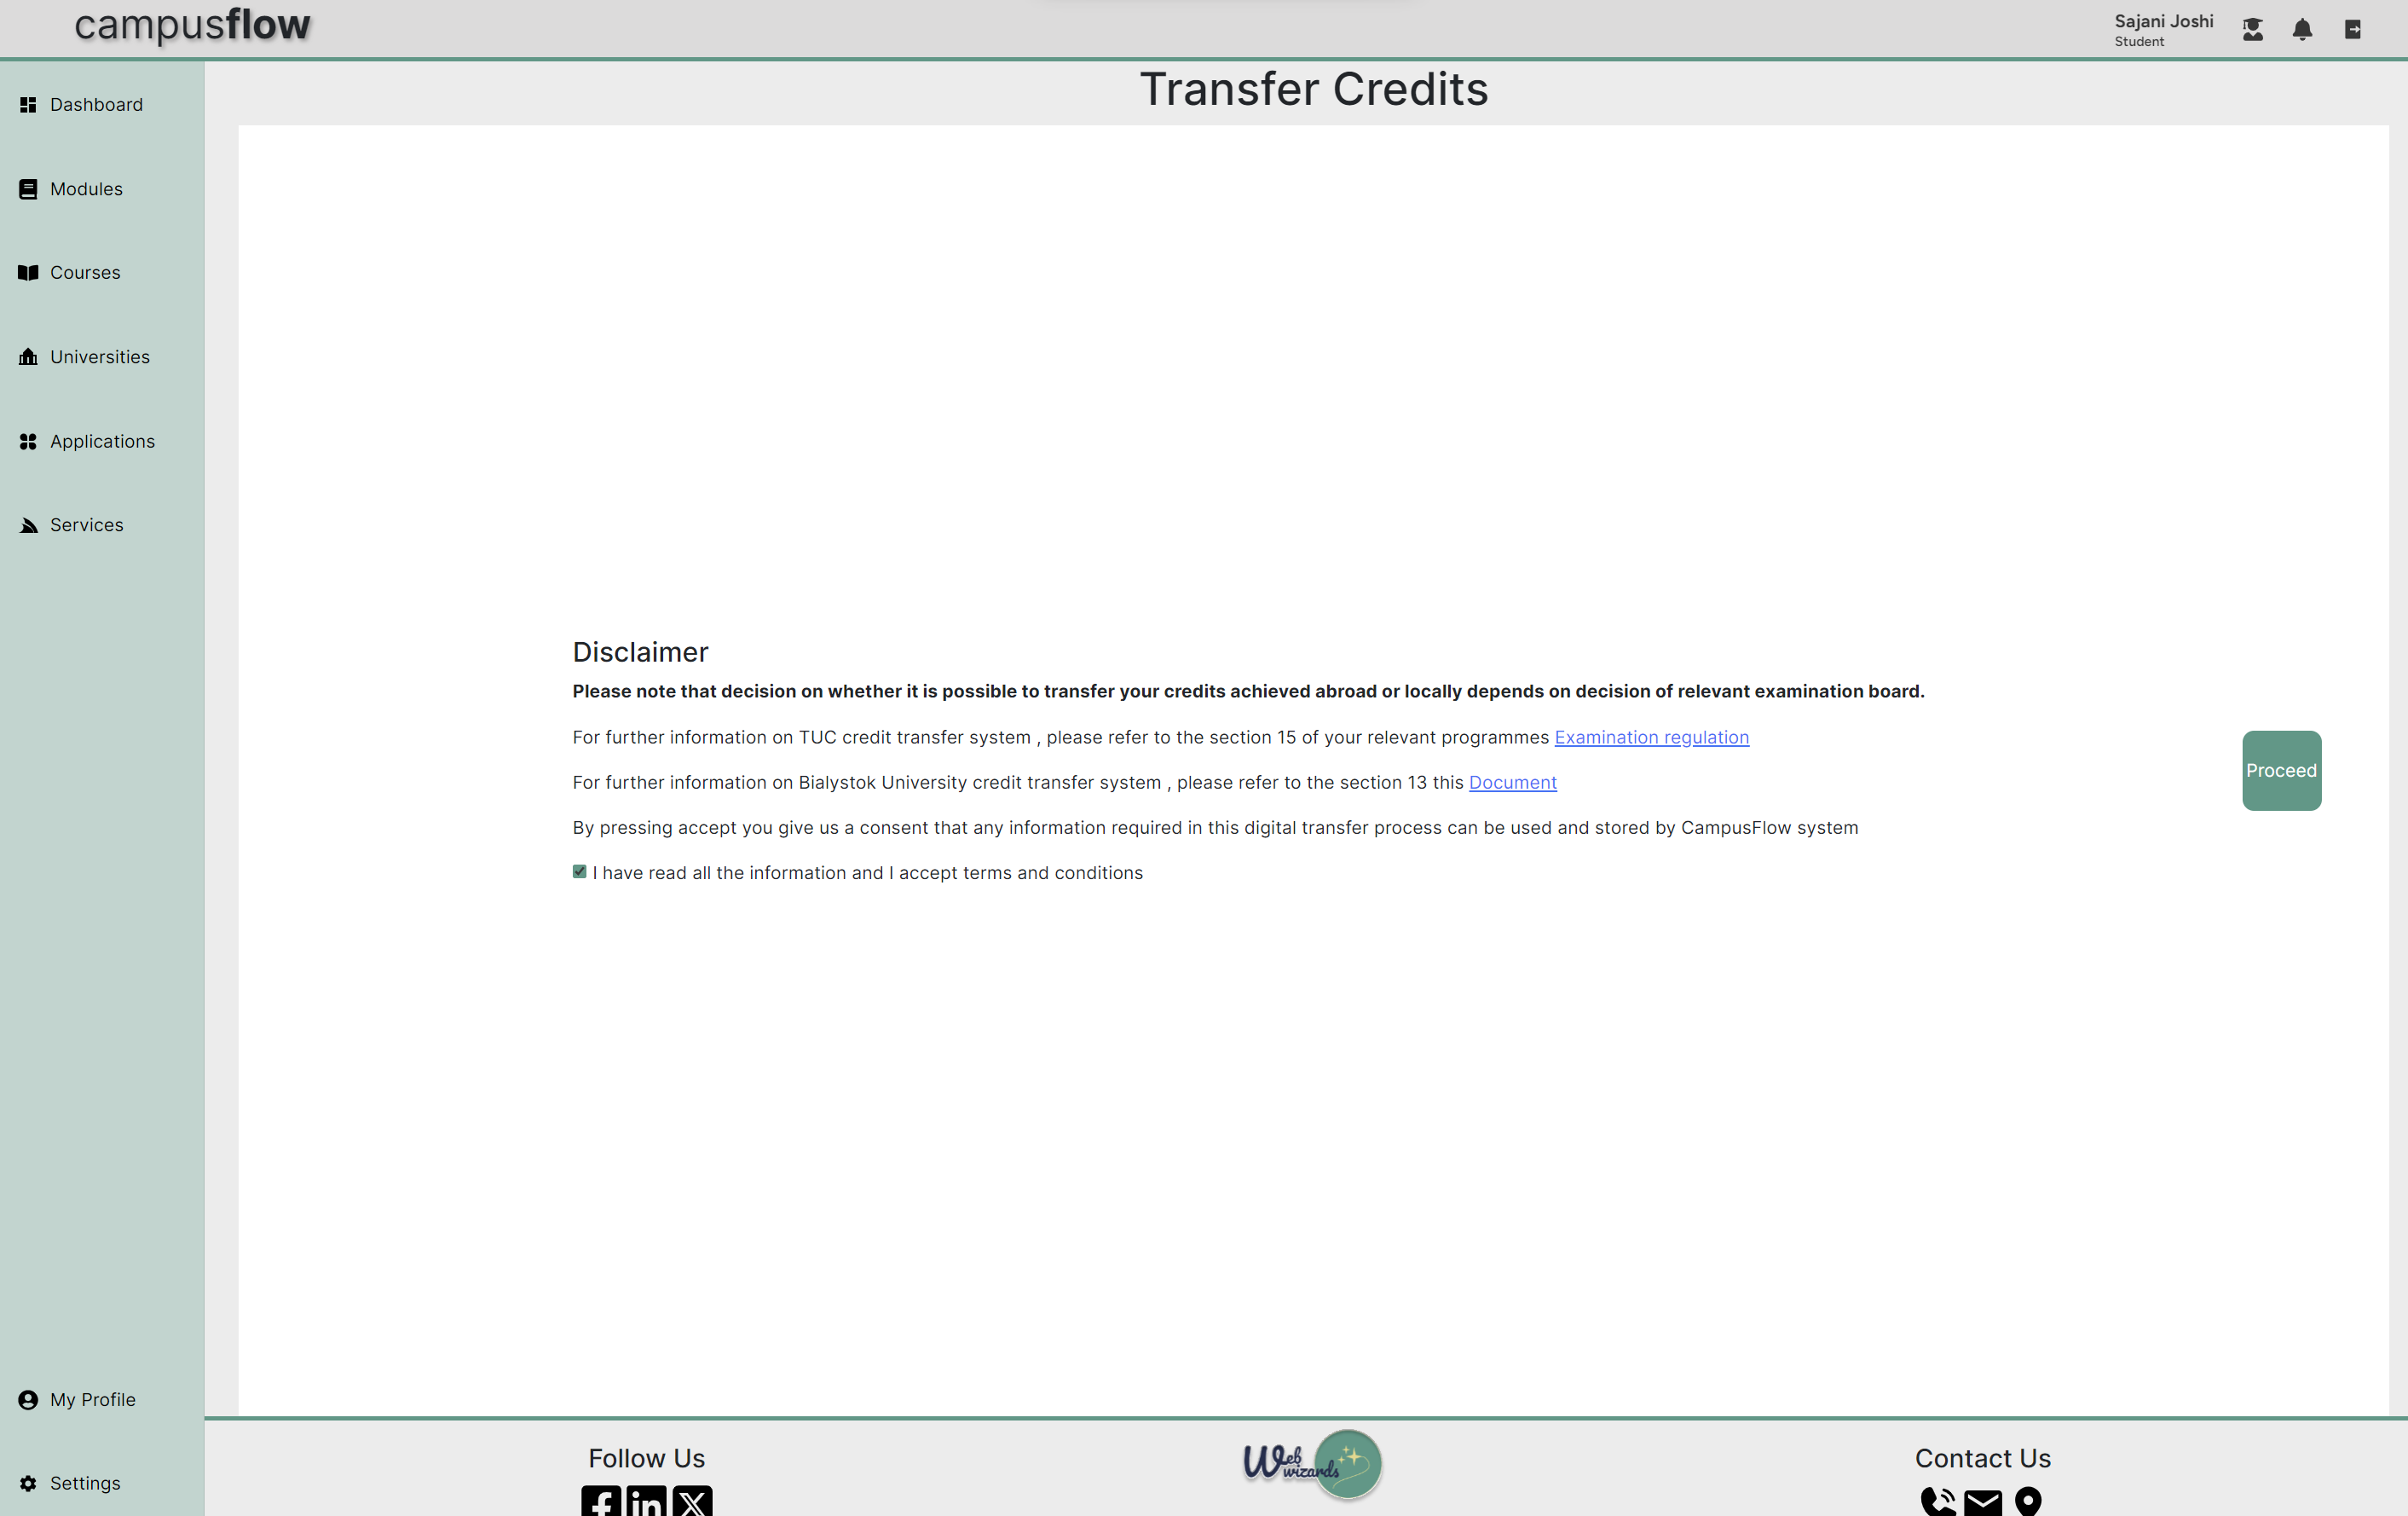 campusflow
Sajani Joshi
Student
Transfer Credits
Dashboard
Modules
Courses
Universities
Applications
Services
Disclaimer
Please note that decision on whether it is possible to transfer your credits achieved abroad or locally depends on decision of relevant examination board.
For further information on TUC credit transfer system , please refer to the section 15 of your relevant programmes Examination regulation
For further information on Bialystok University credit transfer system , please refer to the section 13 this Document
By pressing accept you give us a consent that any information required in this digital transfer process can be used and stored by CampusFlow system
I have read all the information and I accept terms and conditions
Proceed
My Profile
Settings
Follow Us
Web
wizards
Contact Us